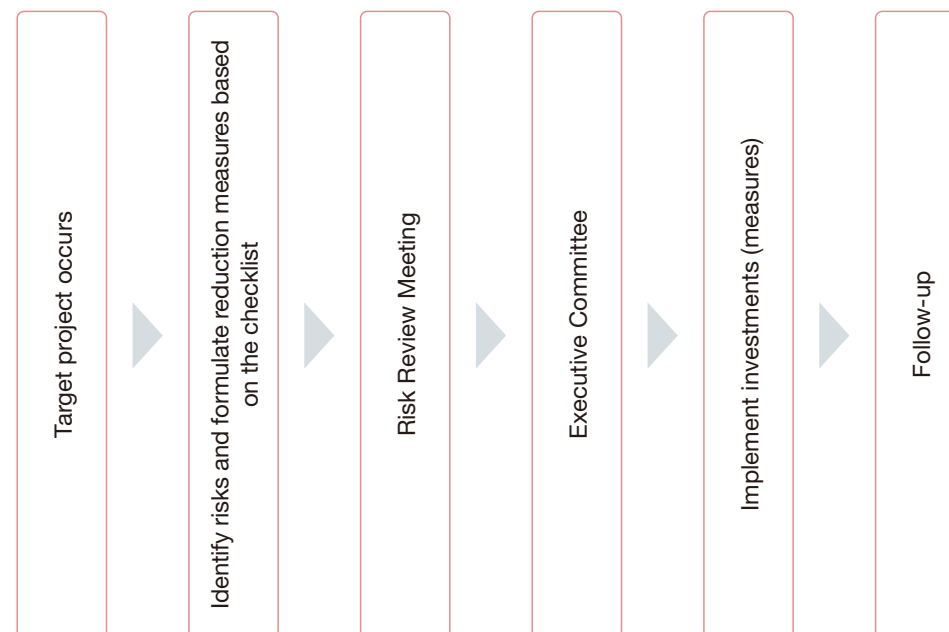 Target project occurs
Identify risks and formulate reduction measures based
on the checklist
Risk Review Meeting
Executive Committee
Implement investments (measures)
Follow-up